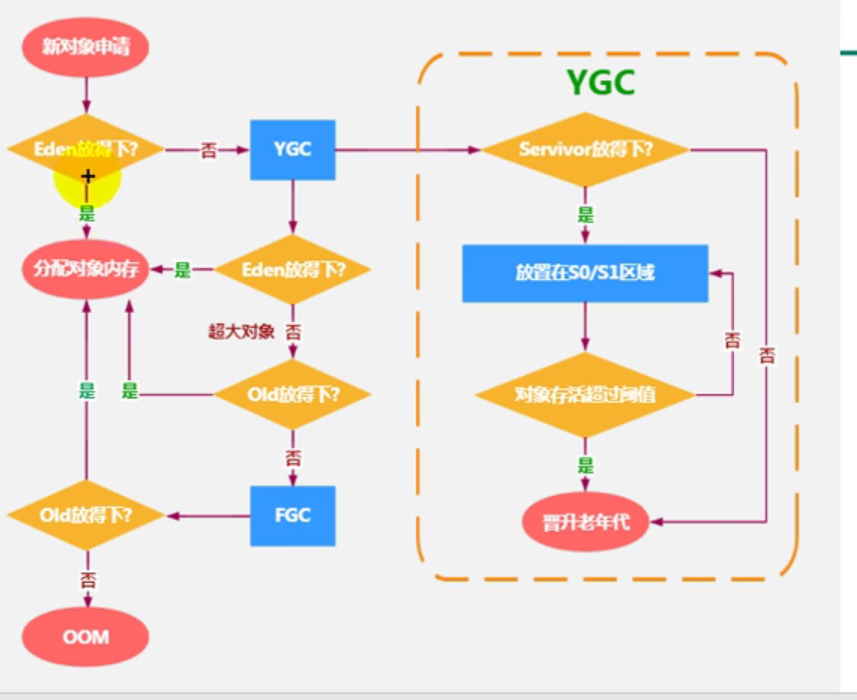 新对象申请
Eden放得下?
否
YGC
是
分配对象内存
是
Eden放得下?
超大对象
否
是
是
Old放得下?
否
Old放得下?
FGC
否
OOM
YGC
Servivor放得下?
是
放置在S0/S1区域
否
否
对象存活超过阈值
是
晋升老年代